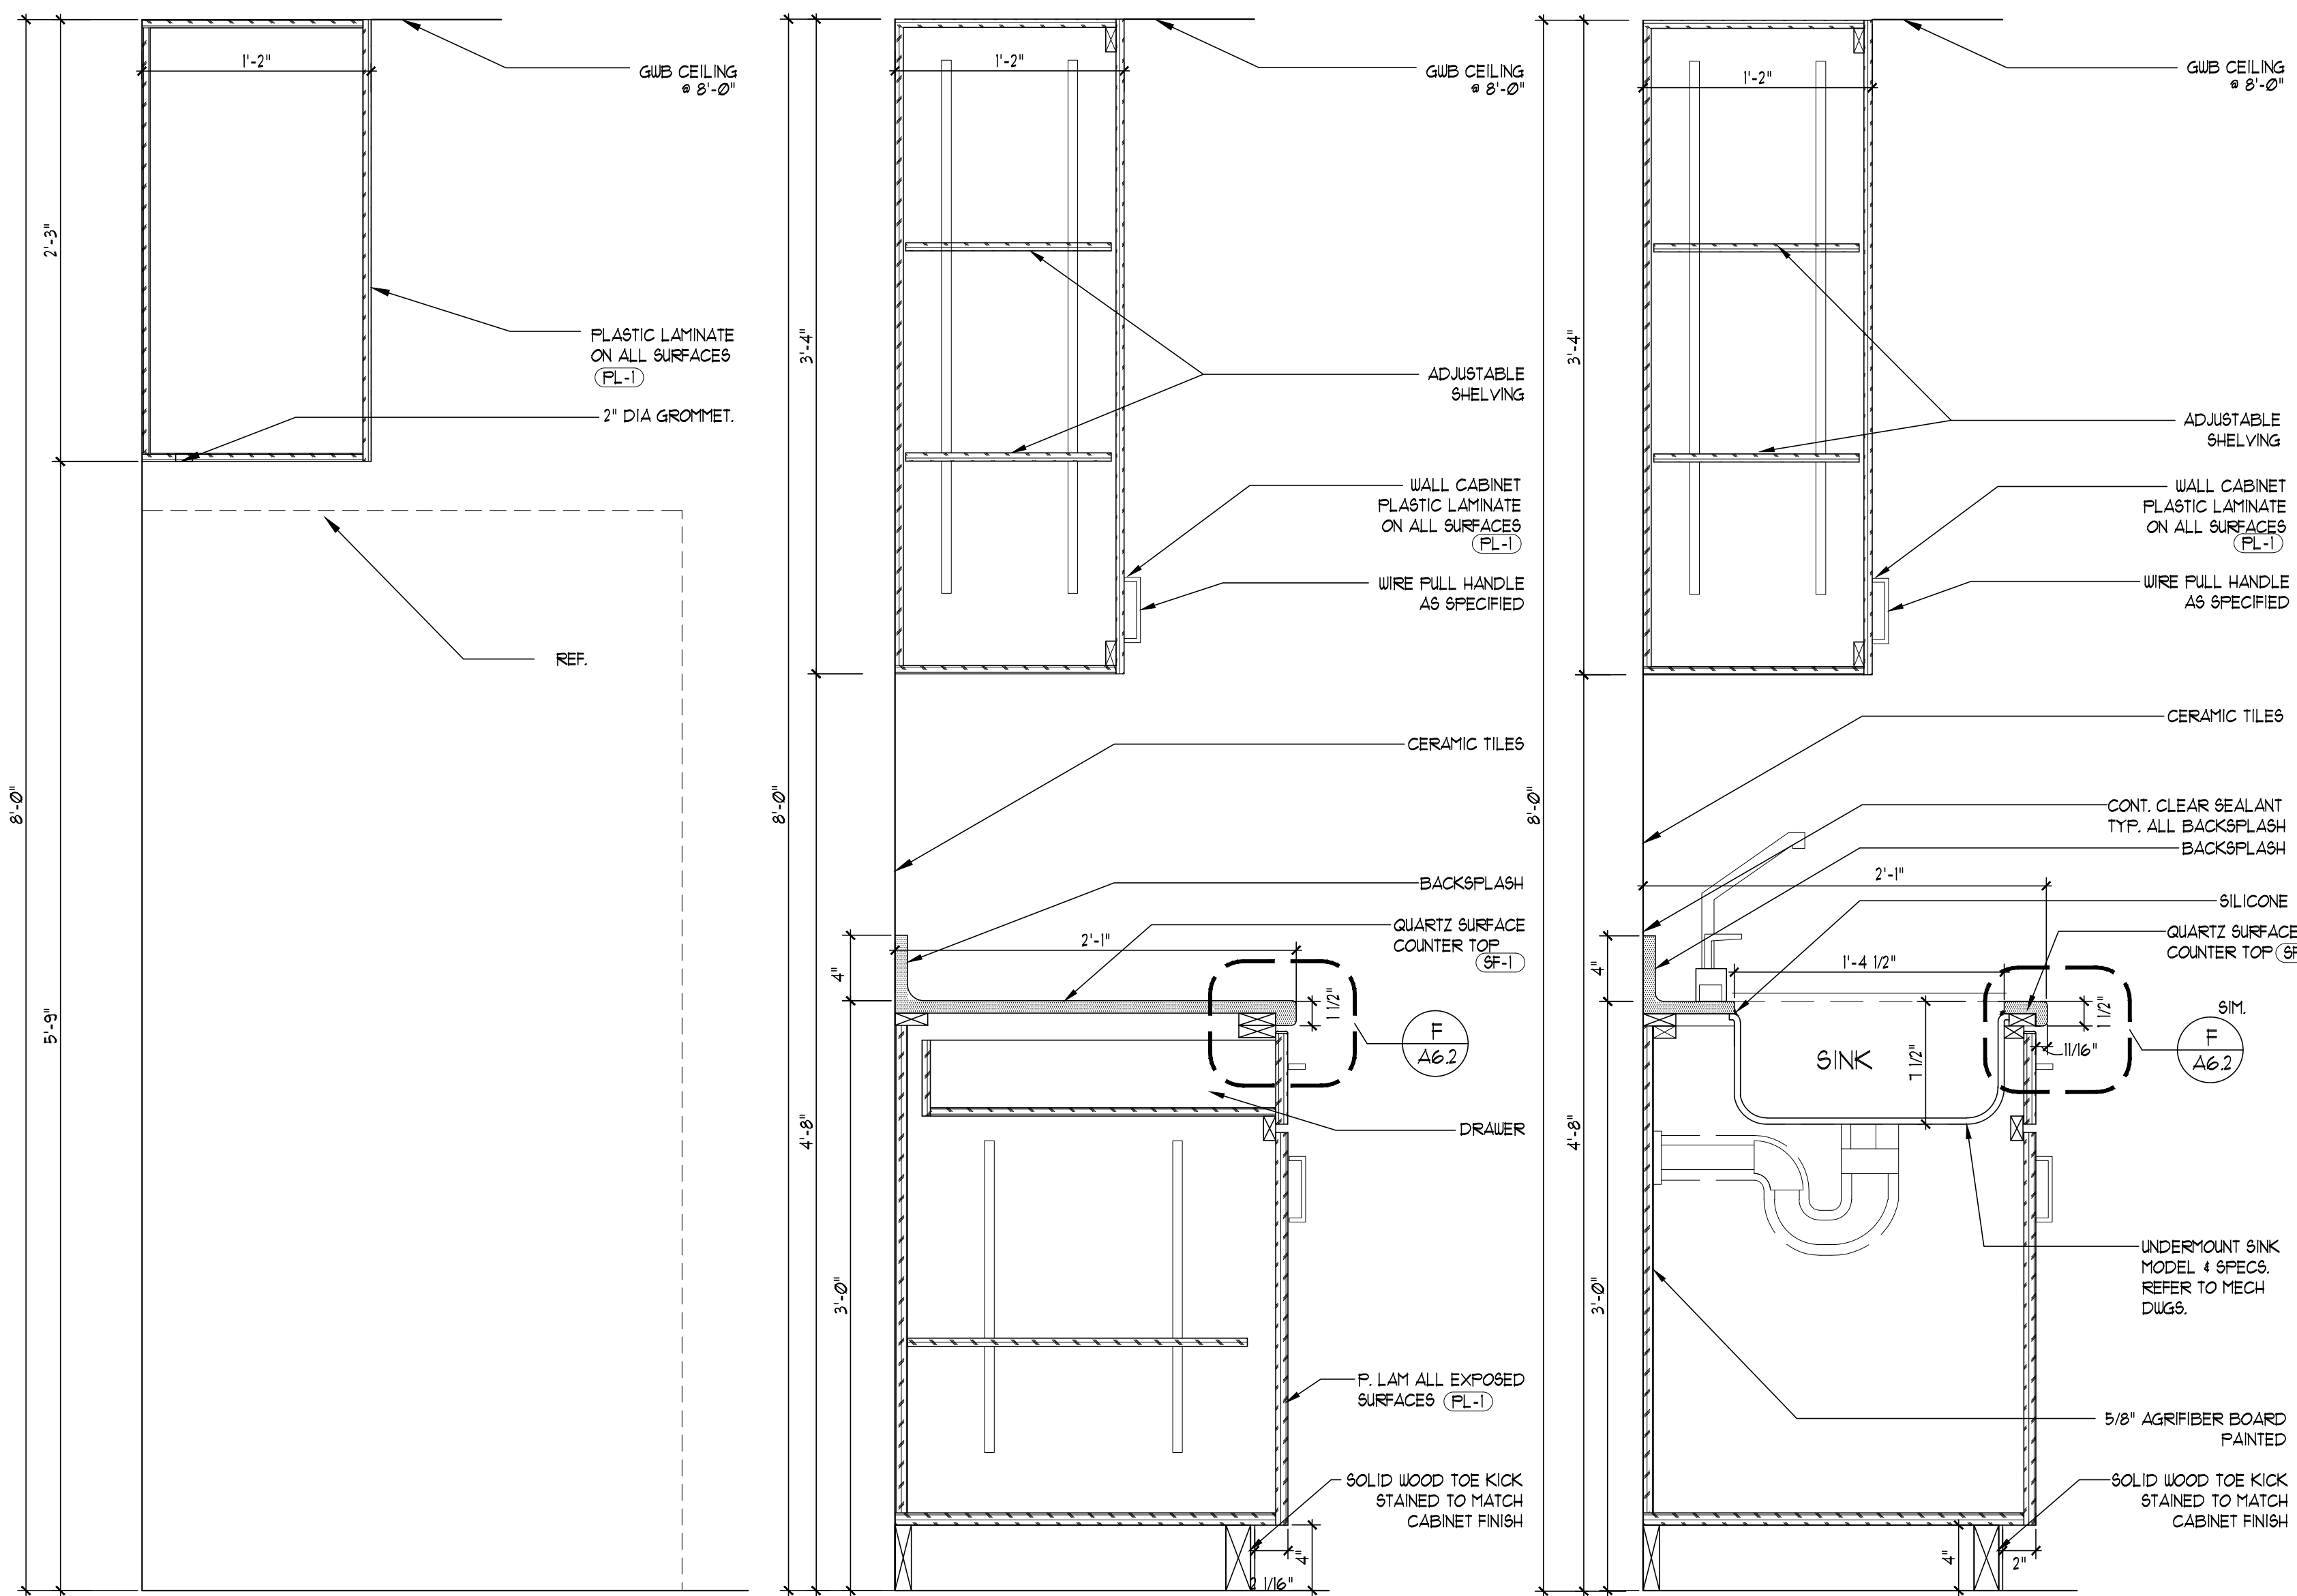 1'-2"
GWB CEILING
@ 8'-0"
2'-3"
PLASTIC LAMINATE
ON ALL SURFACES
PL-1
2" DIA GROMMET.
REF.
8'-0"
5'-9"
1'-2"
GWB CEILING
@ 8'-0"
3'-4"
ADJUSTABLE
SHELVING
WALL CABINET
PLASTIC LAMINATE
ON ALL SURFACES
PL-1
WIRE PULL HANDLE
AS SPECIFIED
CERAMIC TILES
8'-0"
BACKSPLASH
QUARTZ SURFACE
COUNTER TOP
SF-1
2'-1"
4"
1 1/2"
F
A6.2
DRAWER
4'-8"
3'-0"
P. LAM ALL EXPOSED
SURFACES PL-1
SOLID WOOD TOE KICK
STAINED TO MATCH
CABINET FINISH
4"
2 1/16"
1'-2"
GWB CEILING
@ 8'-0"
3'-4"
ADJUSTABLE
SHELVING
WALL CABINET
PLASTIC LAMINATE
ON ALL SURFACES
PL-1
WIRE PULL HANDLE
AS SPECIFIED
CERAMIC TILES
8'-0"
CONT. CLEAR SEALANT
TYP. ALL BACKSPLASH
BACKSPLASH
2'-1"
SILICONE
QUARTZ SURFACE
COUNTER TOP SF
4"
1'-4 1/2"
1 1/2"
SIM.
F
A6.2
11/16"
SINK
7 1/2"
4'-8"
3'-0"
UNDERMOUNT SINK
MODEL & SPECS.
REFER TO MECH
DWGS.
5/8" AGRIFIBER BOARD
PAINTED
SOLID WOOD TOE KICK
STAINED TO MATCH
CABINET FINISH
4"
2"